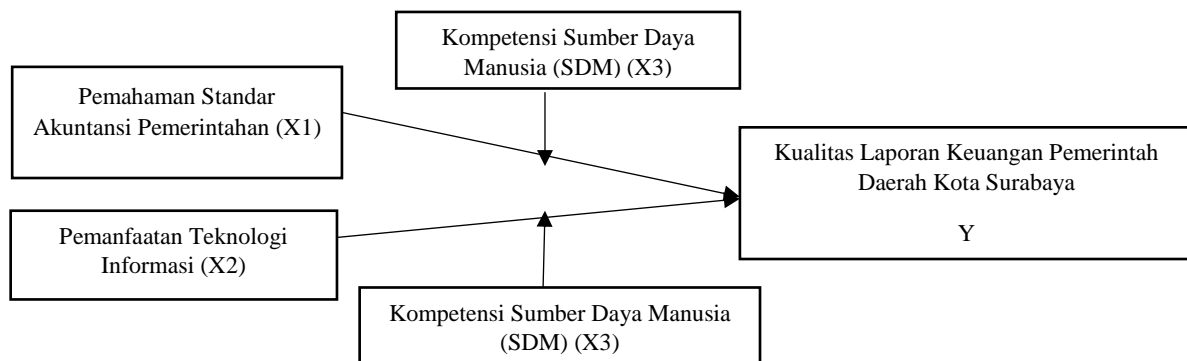 Kompetensi Sumber Daya
Manusia (SDM) (X3)
Pemahaman Standar
Akuntansi Pemerintahan (X1)
Kualitas Laporan Keuangan Pemerintah
Daerah Kota Surabaya
Y
Pemanfaatan Teknologi
Informasi (X2)
Kompetensi Sumber Daya Manusia
(SDM) (X3)